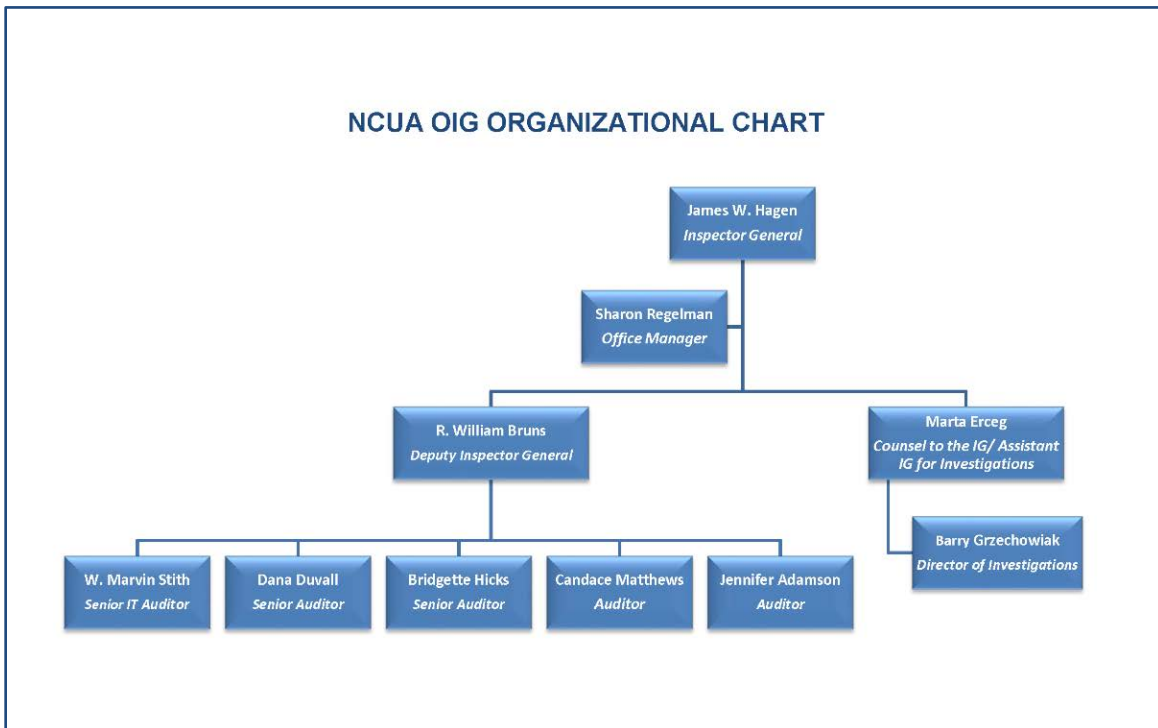 NCUA OIG ORGANIZATIONAL CHART
James W. Hagen
Inspector General
Sharon Regelman
Office Manager
R. William Bruns
Deputy Inspector General
Marta Erceg
Counsel to the IG/ Assistant
IG for Investigations
Barry Grzechowiak
Director of Investigations
W. Marvin Stith
Senior IT Auditor
Dana Duvall
Senior Auditor
Bridgette Hicks
Senior Auditor
Candace Matthews
Auditor
Jennifer Adamson
Auditor